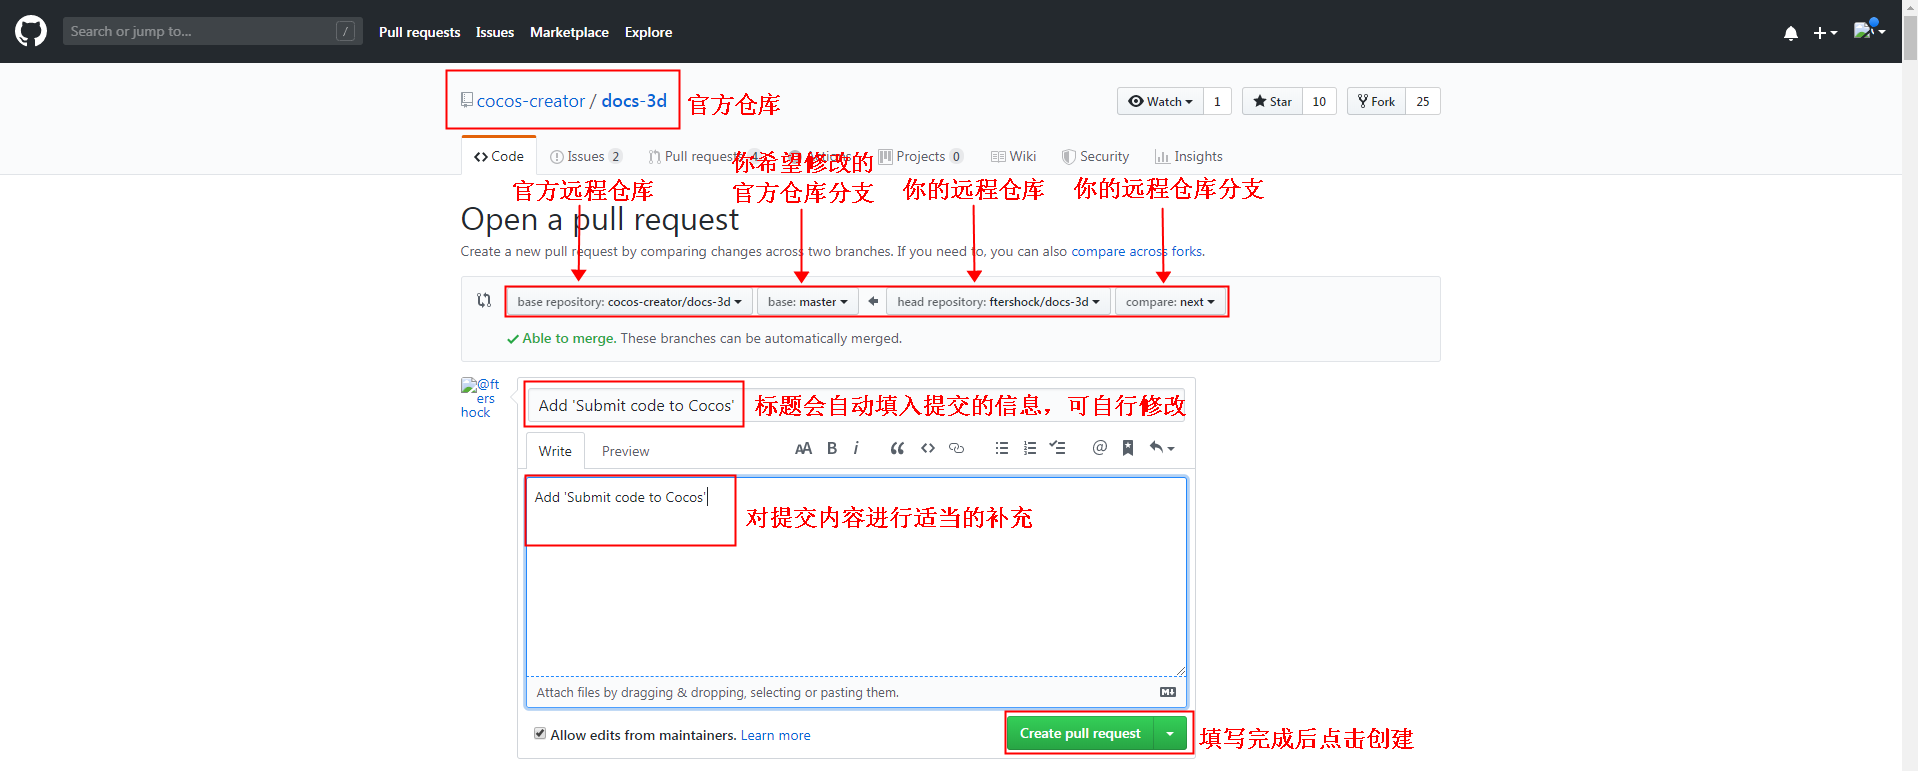 Search or jump to...
/
Pull requests Issues Marketplace Explore
cocos-creator / docs-3d
官方仓库
Watch 1
Star 10
Fork 25
Code
Issues 2
Pull requests
Projects 0
Wiki
Security
Insights
官方远程仓库
你希望修改的
官方仓库分支
你的远程仓库
你的远程仓库分支
Open a pull request
Create a new pull request by comparing changes across two branches. If you need to, you can also compare across forks.
base repository: cocos-creator/docs-3d
base: master
head repository: ftershock/docs-3d
compare: next
Able to merge. These branches can be automatically merged.
@ft
ers
hock
Add 'Submit code to Cocos'
标题会自动填入提交的信息，可自行修改
Write Preview
AA B i
Add 'Submit code to Cocos'
对提交内容进行适当的补充
Attach files by dragging & dropping, selecting or pasting them.
Allow edits from maintainers. Learn more
Create pull request
填写完成后点击创建